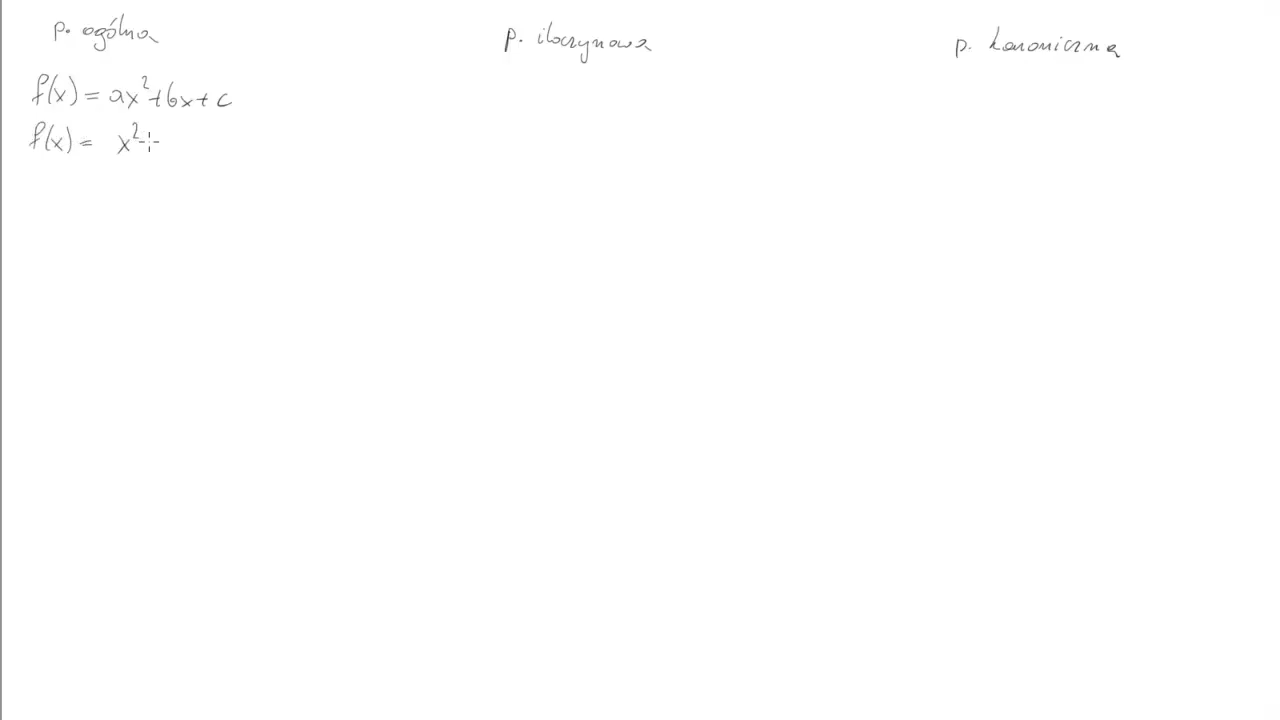 p. ogólna
p. iloczynowa
p. kanoniczna
f(x) = ax²+bx+c
f(x) = x²+